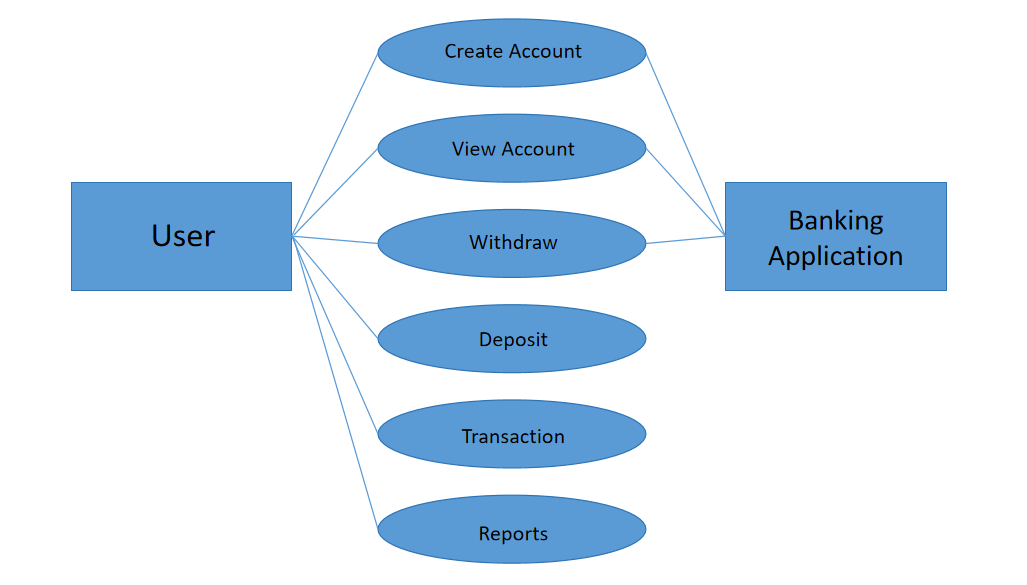 Create Account
View Account
User
Withdraw
Banking
Application
Deposit
Transaction
Reports